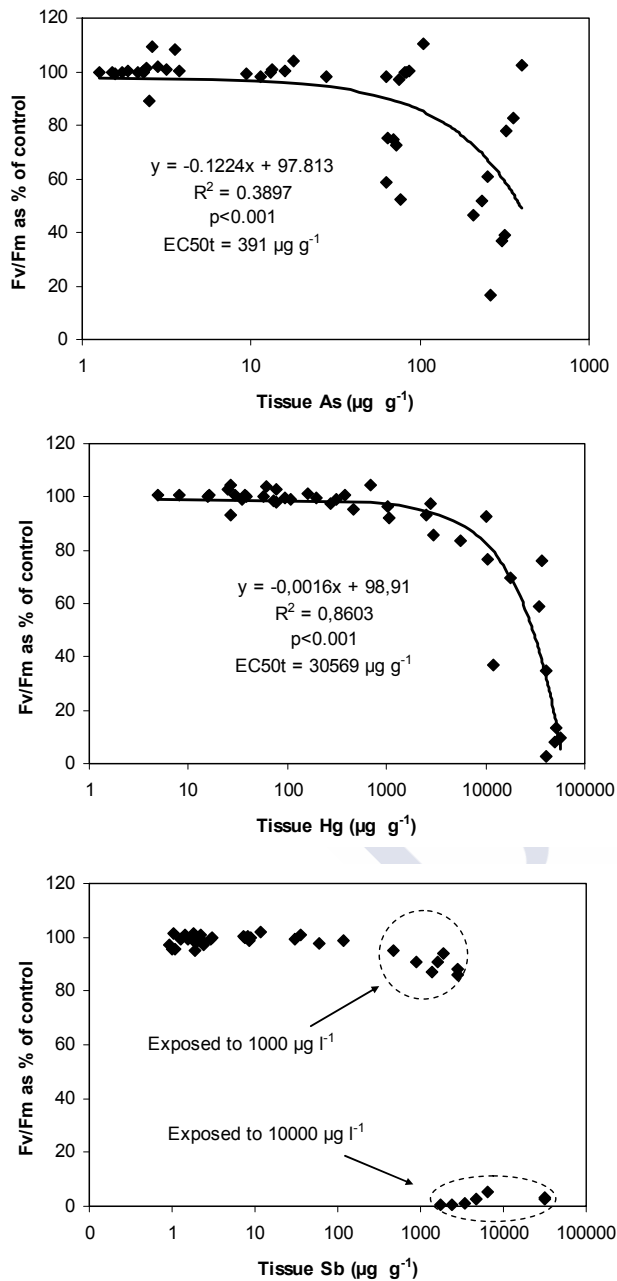 120
100
80
60
40
20
0
Fv/Fm as % of control
y = -0.1224x + 97.813
R² = 0.3897
p<0.001
EC50t = 391 µg g⁻¹
1 10 100 1000
Tissue As (µg g⁻¹)
120
100
80
60
40
20
0
Fv/Fm as % of control
y = -0,0016x + 98,91
R² = 0,8603
p<0.001
EC50t = 30569 µg g⁻¹
1 10 100 1000 10000 100000
Tissue Hg (µg g⁻¹)
120
100
80
60
40
20
0
Fv/Fm as % of control
Exposed to 1000 µg l⁻¹
Exposed to 10000 µg l⁻¹
0 1 10 100 1000 10000 100000
Tissue Sb (µg g⁻¹)